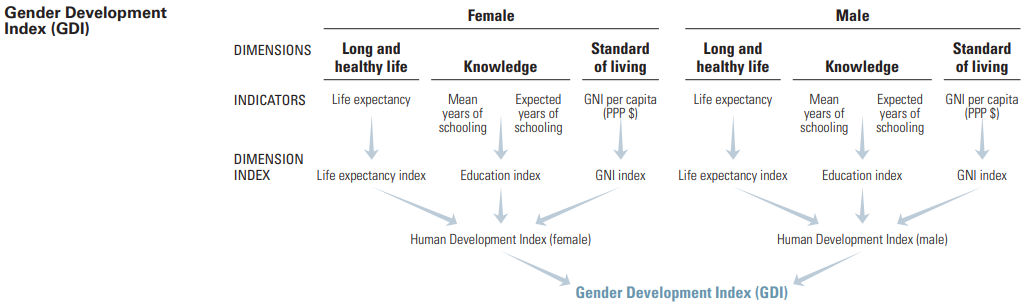 Gender Development
Index (GDI)
Female
Male
DIMENSIONS
Long and
healthy life
Knowledge
Standard
of living
Long and
healthy life
Knowledge
Standard
of living
INDICATORS
Life expectancy
Mean
years of
schooling
Expected
years of
schooling
GNI per capita
(PPP $)
Life expectancy
Mean
years of
schooling
Expected
years of
schooling
GNI per capita
(PPP $)
DIMENSION
INDEX
Life expectancy index
Education index
GNI index
Life expectancy index
Education index
GNI index
Human Development Index (female)
Human Development Index (male)
Gender Development Index (GDI)